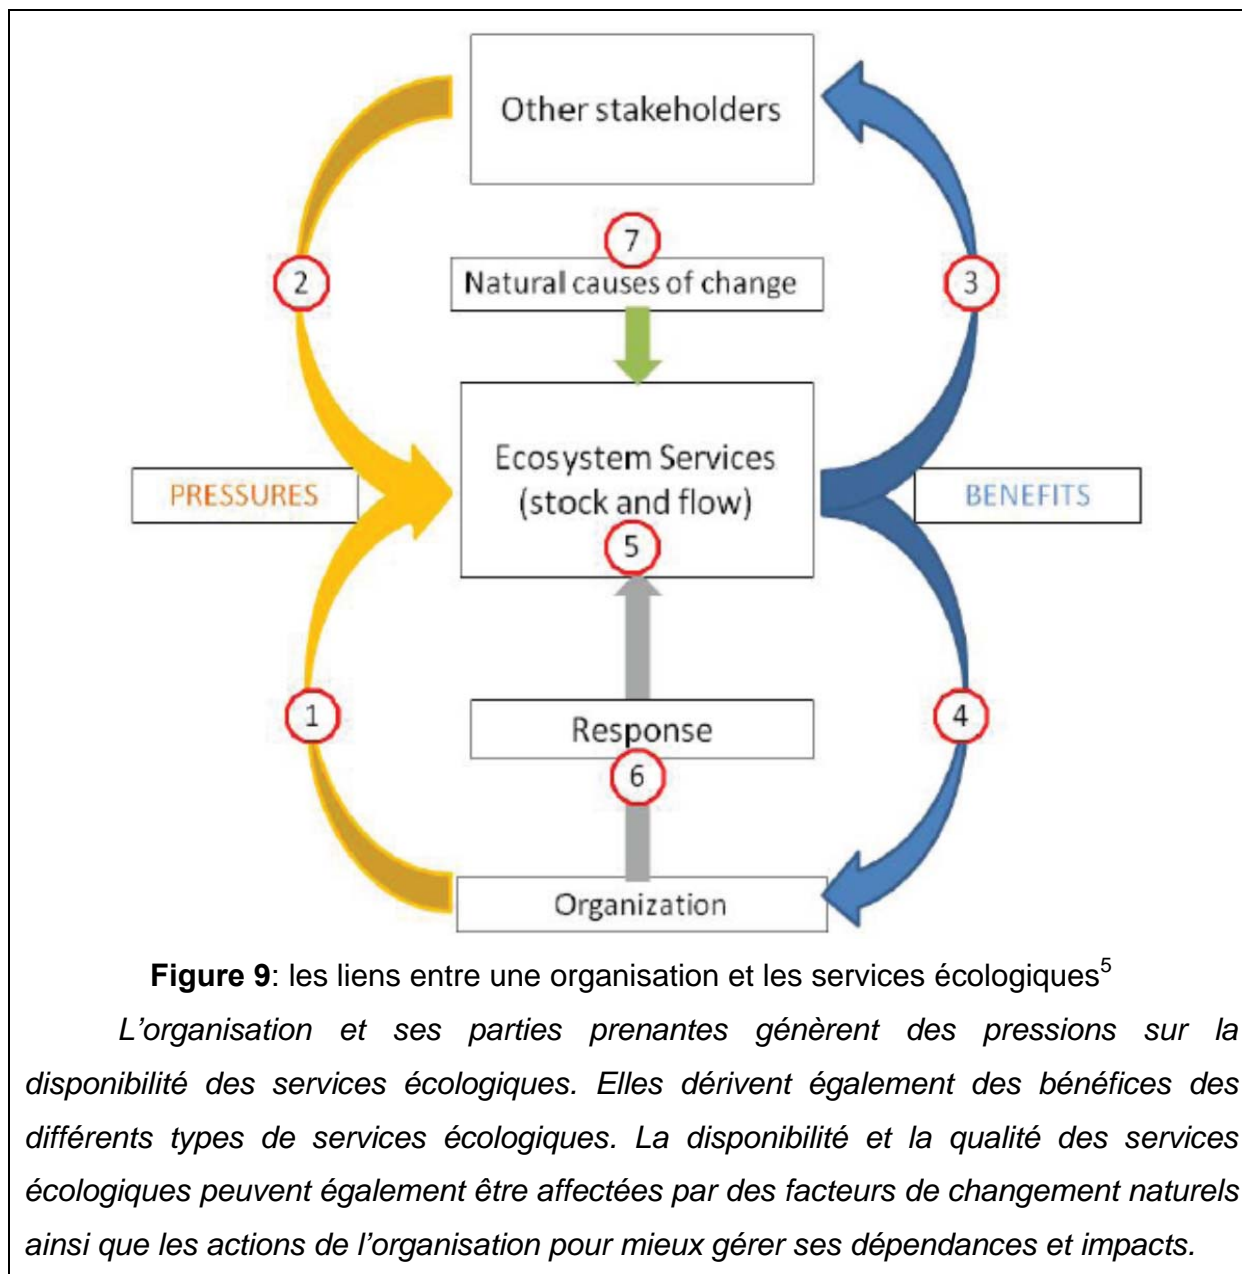 Other stakeholders
7
Natural causes of change
2
3
Ecosystem Services
(stock and flow)
5
PRESSURES
BENEFITS
1
Response
4
6
Organization
Figure 9: les liens entre une organisation et les services écologiques5
L’organisation et ses parties prenantes génèrent des pressions sur la
disponibilité des services écologiques. Elles dérivent également des bénéfices des
différents types de services écologiques. La disponibilité et la qualité des services
écologiques peuvent également être affectées par des facteurs de changement naturels
ainsi que les actions de l’organisation pour mieux gérer ses dépendances et impacts.